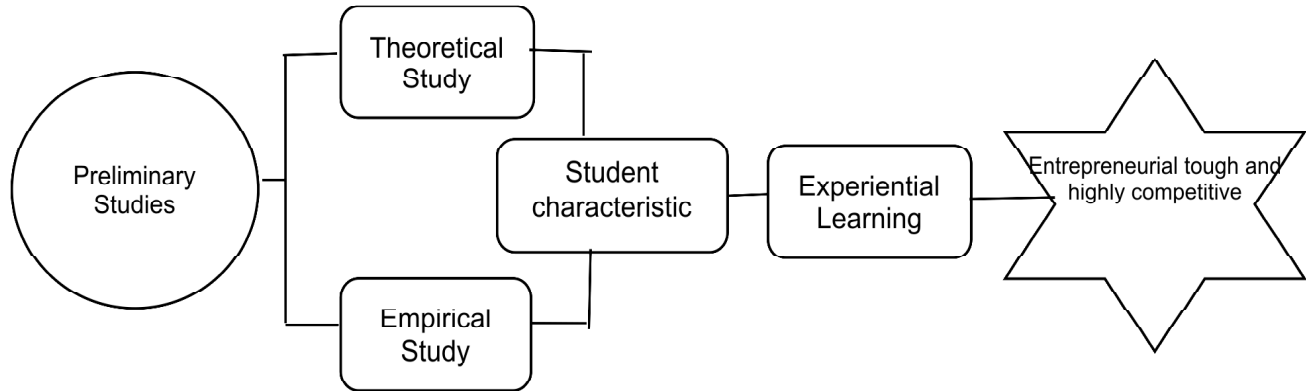 Preliminary
Studies
Theoretical
Study
Empirical
Study
Student
characteristic
Experiential
Learning
Entrepreneurial tough and
highly competitive